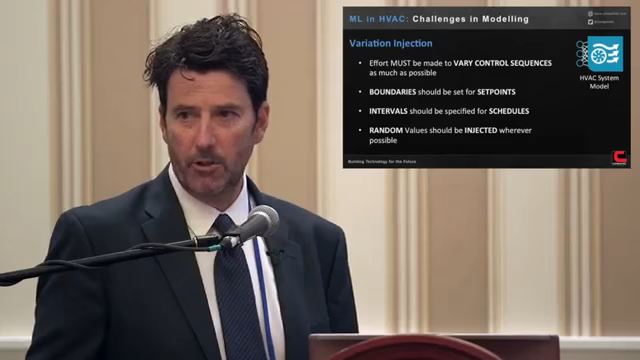 ML in HVAC: Challenges in Modelling
Variation Injection
• Effort MUST be made to VARY CONTROL SEQUENCES
as much as possible
• BOUNDARIES should be set for SETPOINTS
• INTERVALS should be specified for SCHEDULES
• RANDOM Values should be INJECTED wherever
possible
HVAC System
Model
Building Technology for the Future